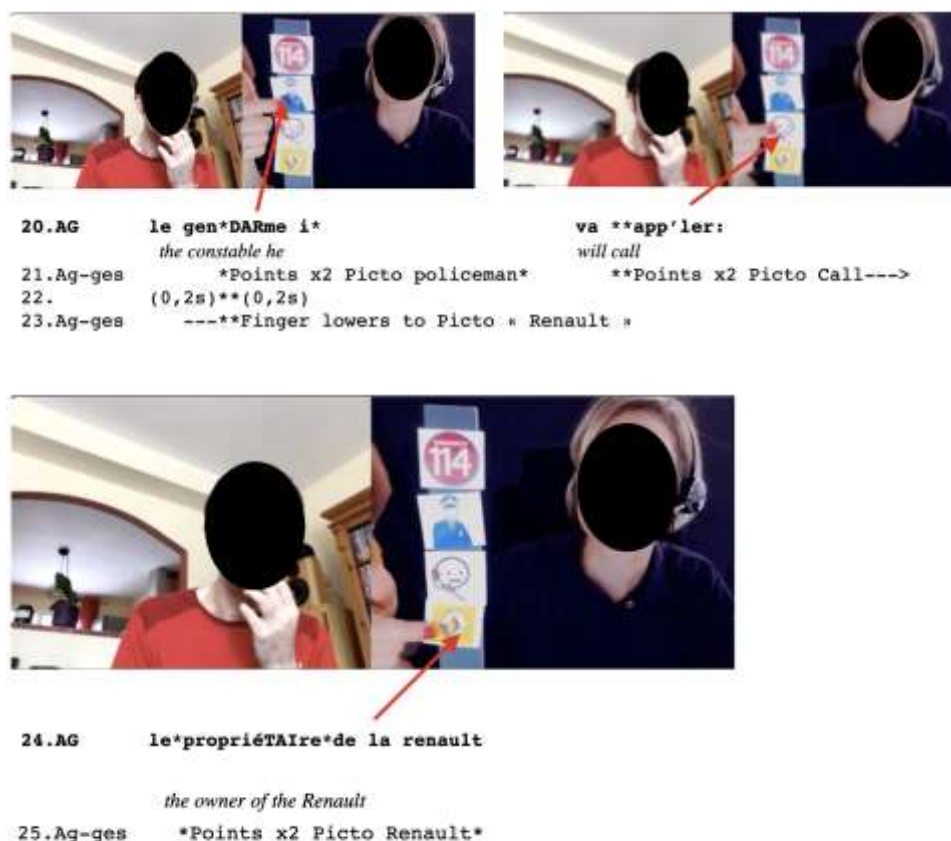 114
114
20.AG le gen*DARme i* va **app'ler:
the constable he will call
21.Ag-ges *Points x2 Picto policeman* **Points x2 Picto Call--->
22. (0,2s)**(0,2s)
23.Ag-ges ---**Finger lowers to Picto « Renault »
114
24.AG le*propriéTAIre*de la renault
the owner of the Renault
25.Ag-ges *Points x2 Picto Renault*